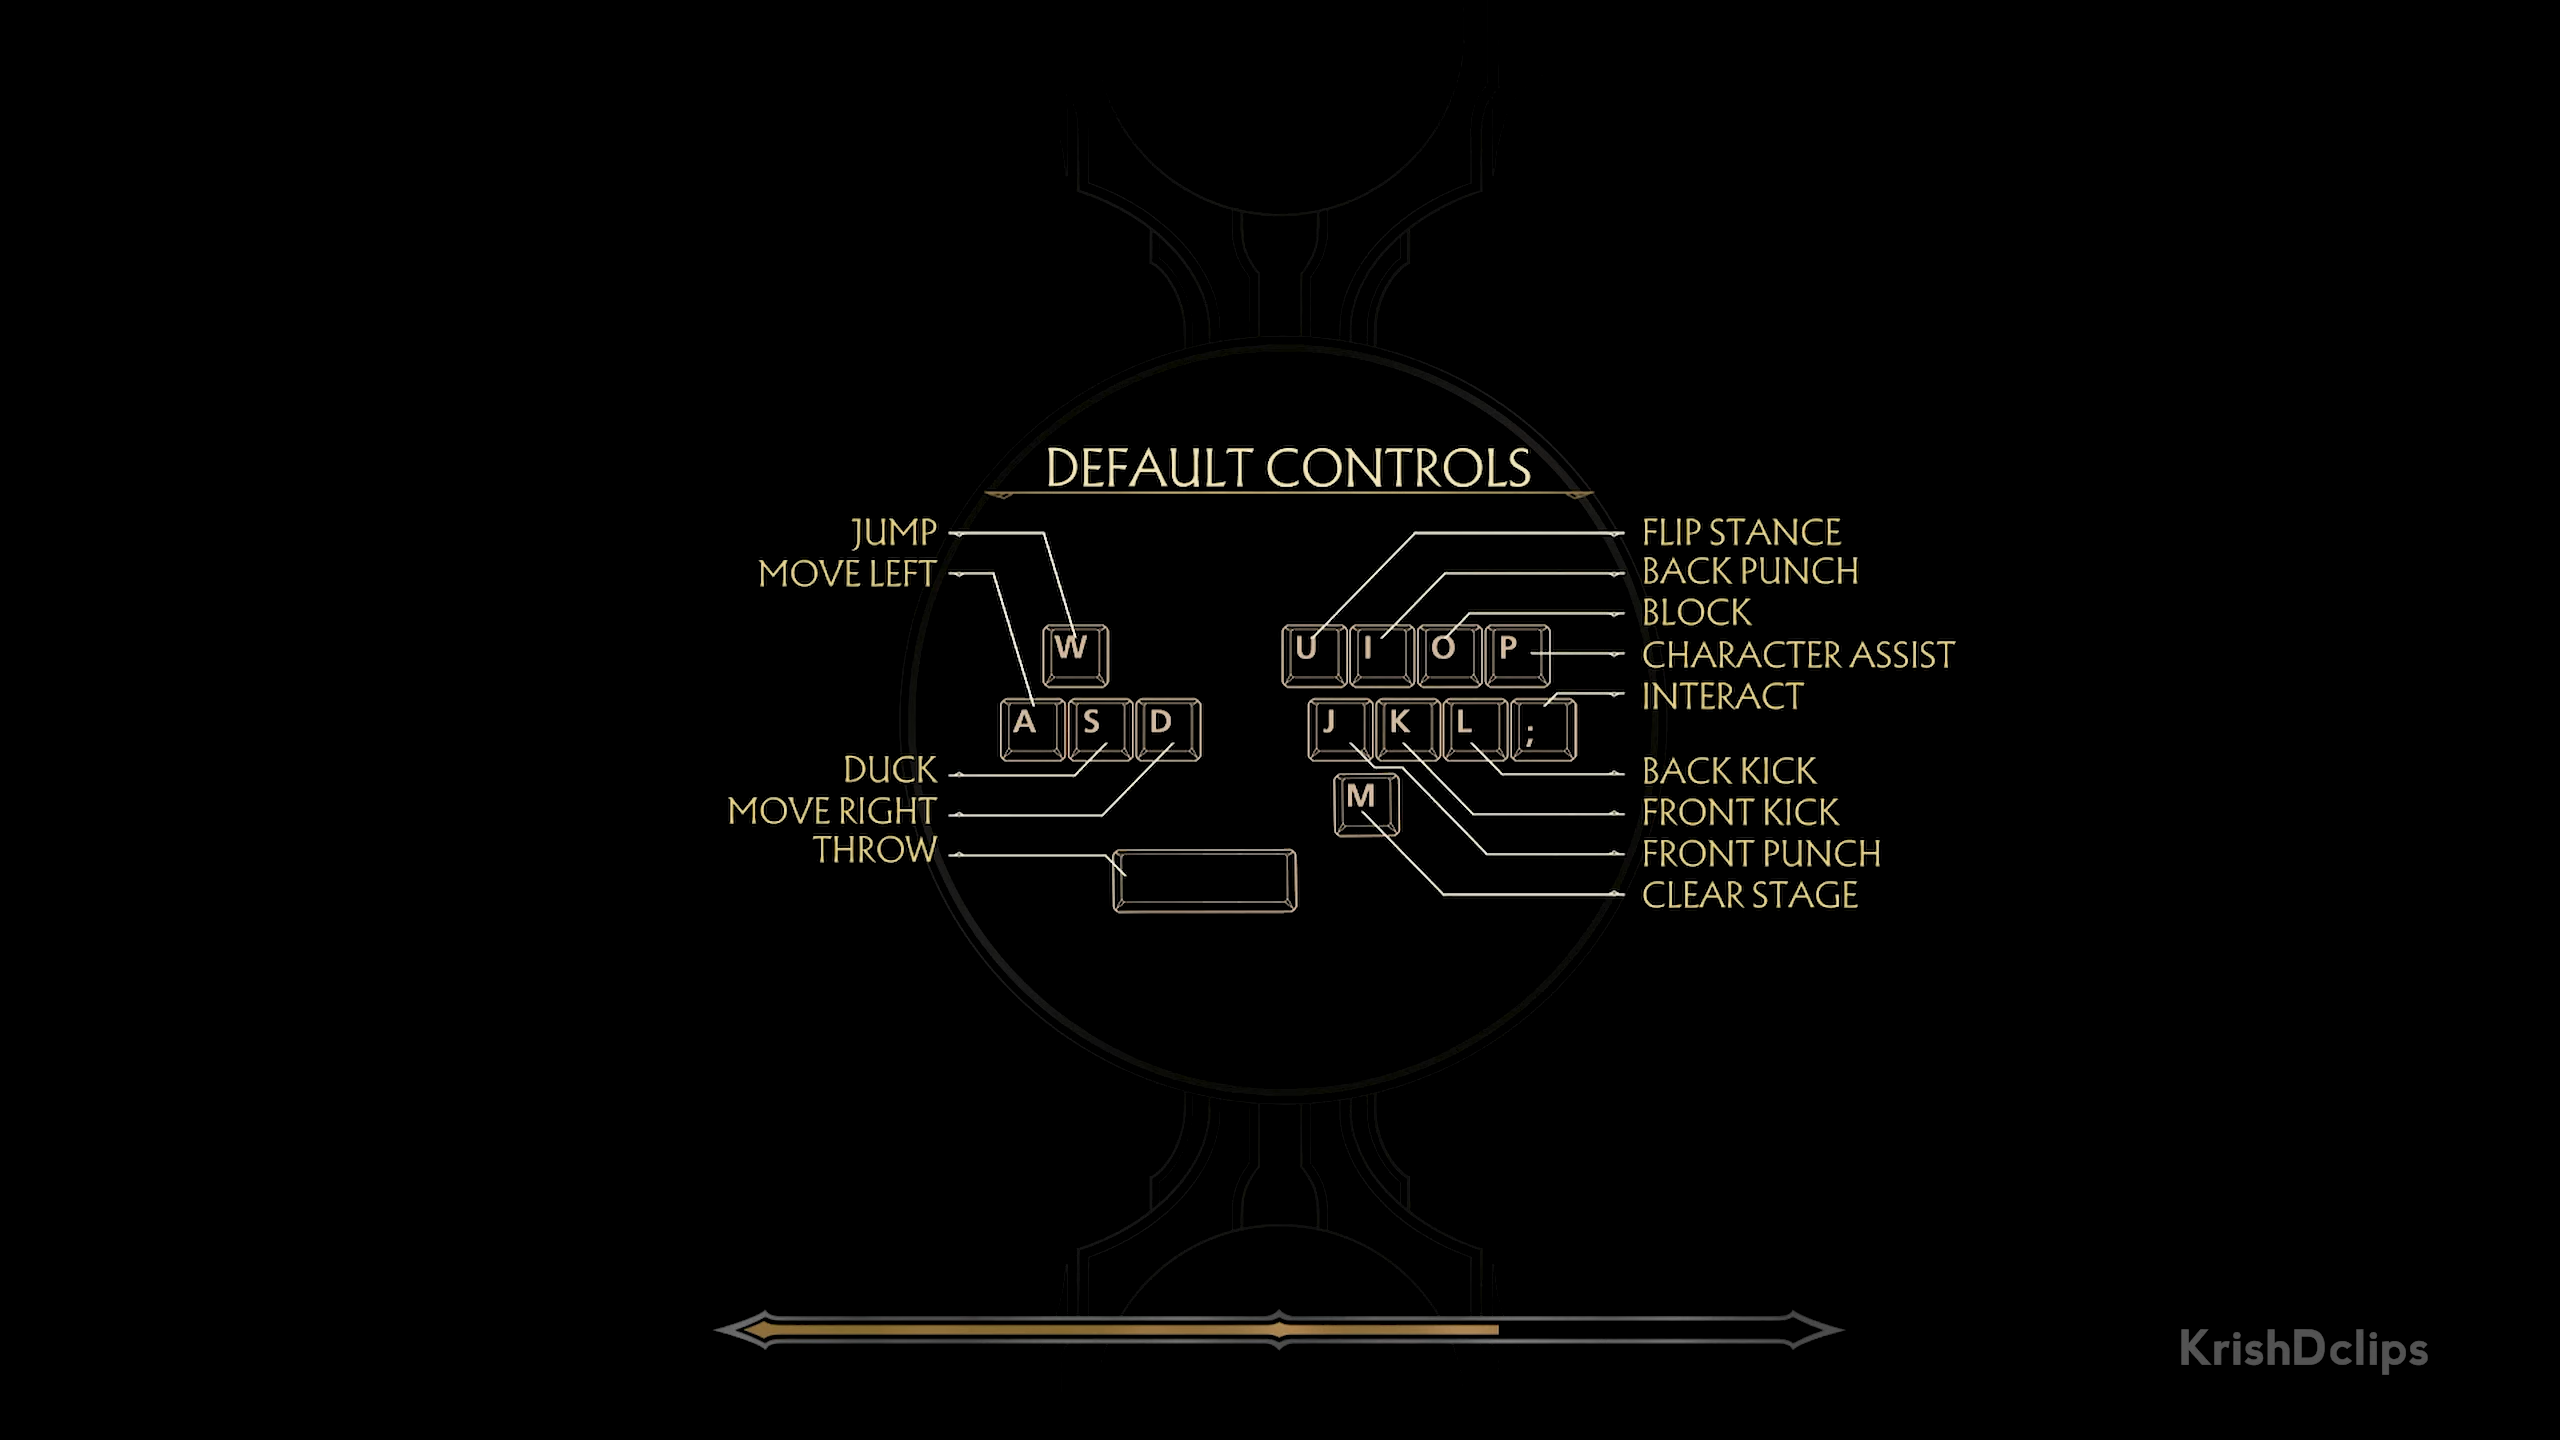 DEFAULT CONTROLS
JUMP
MOVE LEFT
W
A S D
DUCK
MOVE RIGHT
THROW
U I O P
J K L ;
M
FLIP STANCE
BACK PUNCH
BLOCK
CHARACTER ASSIST
INTERACT
BACK KICK
FRONT KICK
FRONT PUNCH
CLEAR STAGE
KrishDclips